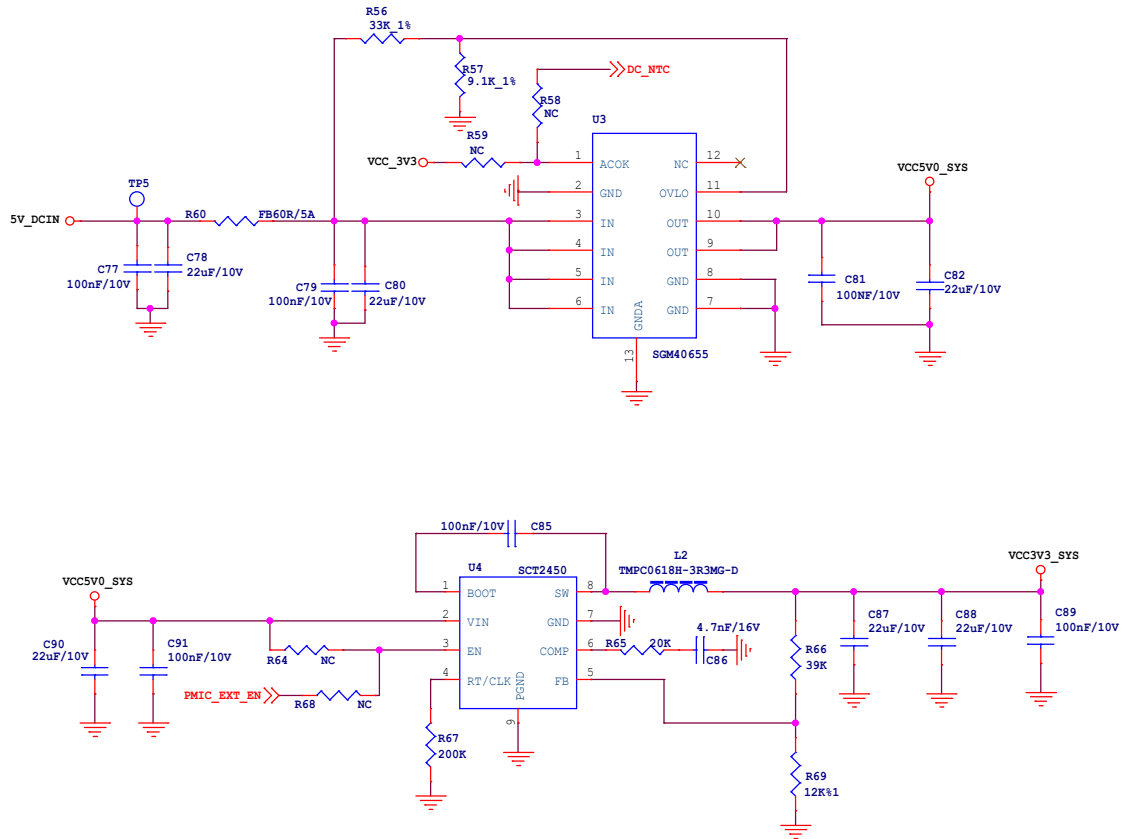 R56
33K_1%
R57
9.1K_1%
DC_NTC
R58
NC
U3
R59
NC
VCC_3V3
1
ACOK
NC
12
VCC5V0_SYS
TP5
2
GND
OVLO
11
5V_DCIN
R60
FB60R/5A
3
IN
OUT
10
4
IN
OUT
9
C77
100nF/10V
C78
22uF/10V
C79
100nF/10V
C80
22uF/10V
5
IN
GND
8
C81
100NF/10V
C82
22uF/10V
6
IN
GND
7
GNDA
13
SGM40655
100nF/10V
C85
L2
TMPC0618H-3R3MG-D
VCC3V3_SYS
VCC5V0_SYS
U4
SCT2450
1
BOOT
SW
8
2
VIN
GND
7
3
EN
COMP
6
4
RT/CLK
FB
5
PGND
9
4.7nF/16V
R65
20K
C86
C90
22uF/10V
C91
100nF/10V
R64
NC
PMIC_EXT_EN
R68
NC
R67
200K
R66
39K
C87
22uF/10V
C88
22uF/10V
C89
100nF/10V
R69
12K%1